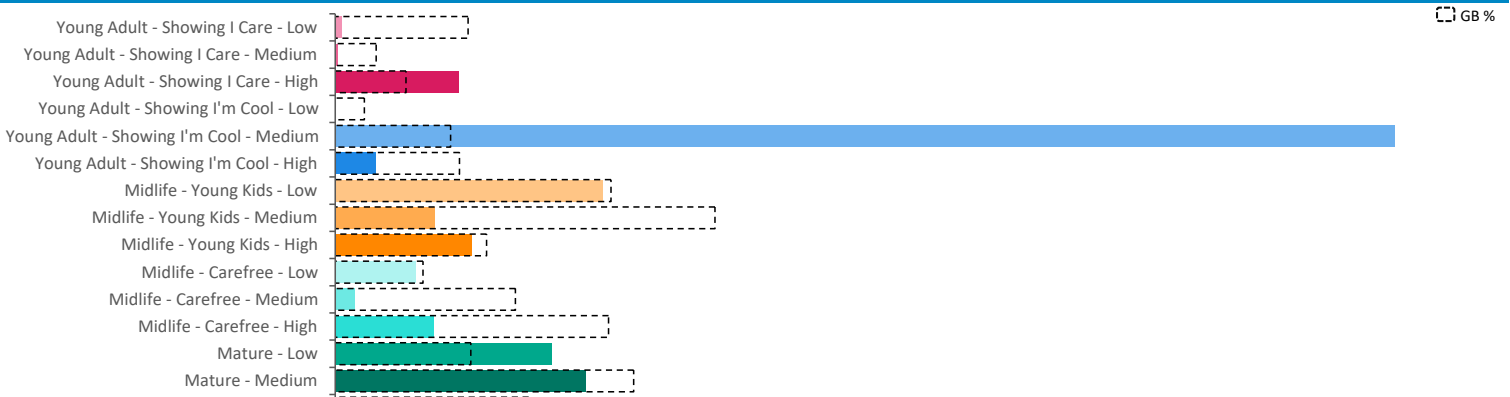 GB %
Young Adult - Showing I Care - Low
Young Adult - Showing I Care - Medium
Young Adult - Showing I Care - High
Young Adult - Showing I'm Cool - Low
Young Adult - Showing I'm Cool - Medium
Young Adult - Showing I'm Cool - High
Midlife - Young Kids - Low
Midlife - Young Kids - Medium
Midlife - Young Kids - High
Midlife - Carefree - Low
Midlife - Carefree - Medium
Midlife - Carefree - High
Mature - Low
Mature - Medium